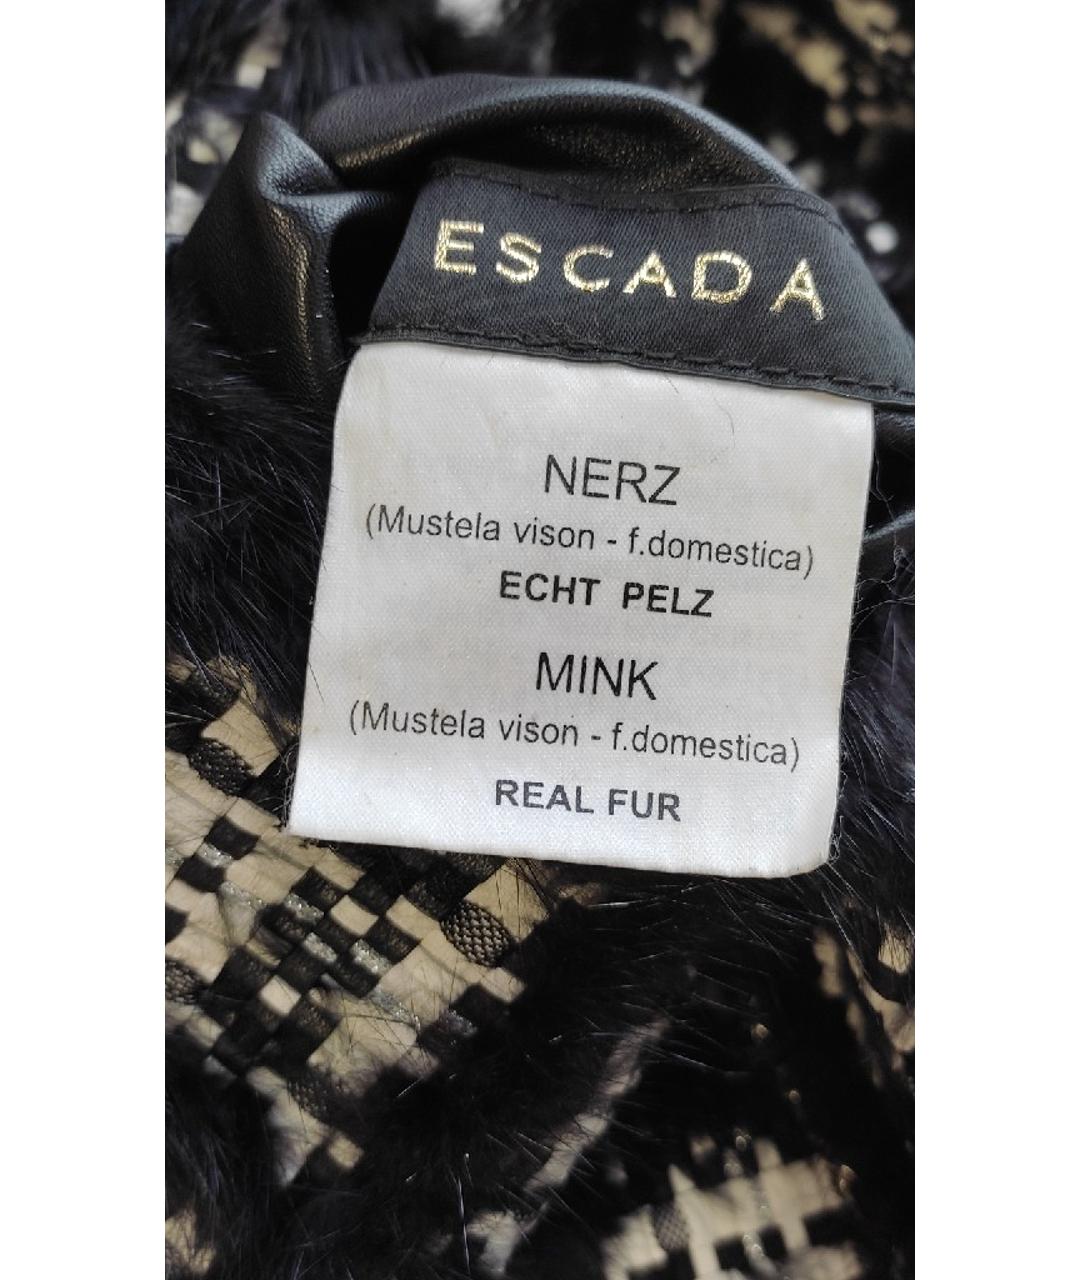 ESCADA
NERZ
(Mustela vison - f.domestica)
ECHT PELZ
MINK
(Mustela vison - f.domestica)
REAL FUR